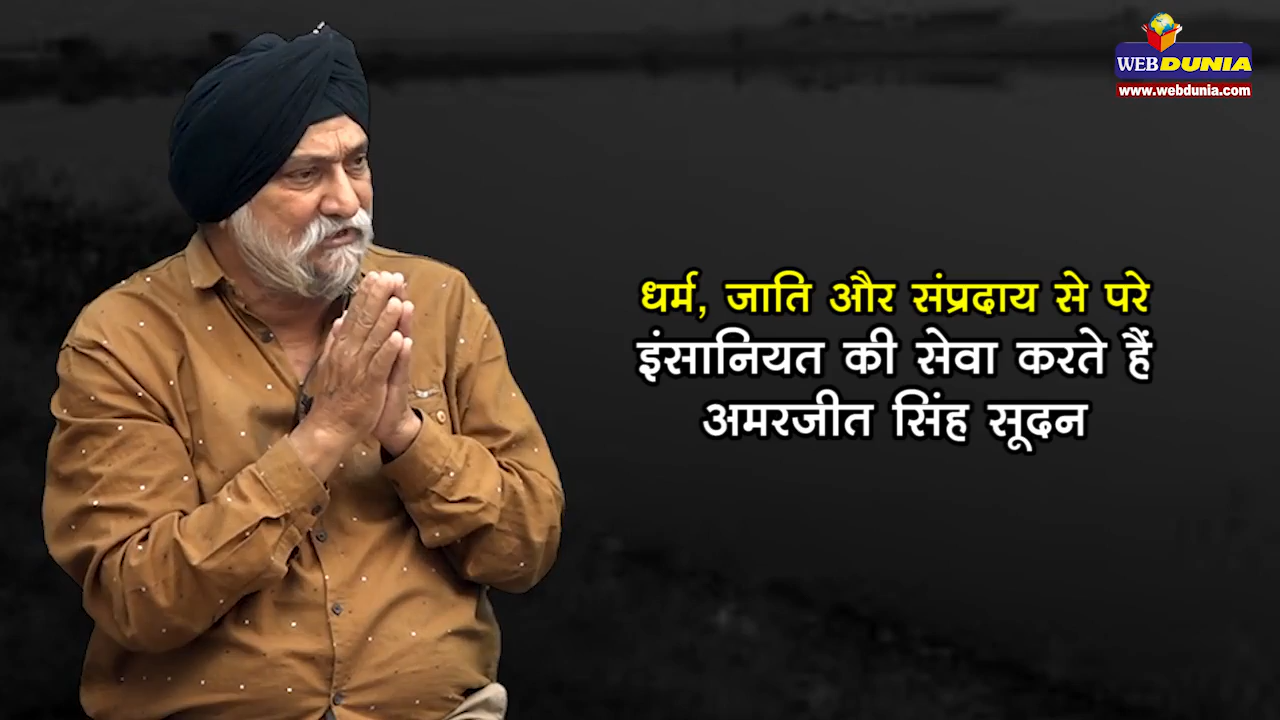 WEBDUNIA
www.webdunia.com
धर्म, जाति और संप्रदाय से परे
इंसानियत की सेवा करते हैं
अमरजीत सिंह सूदन